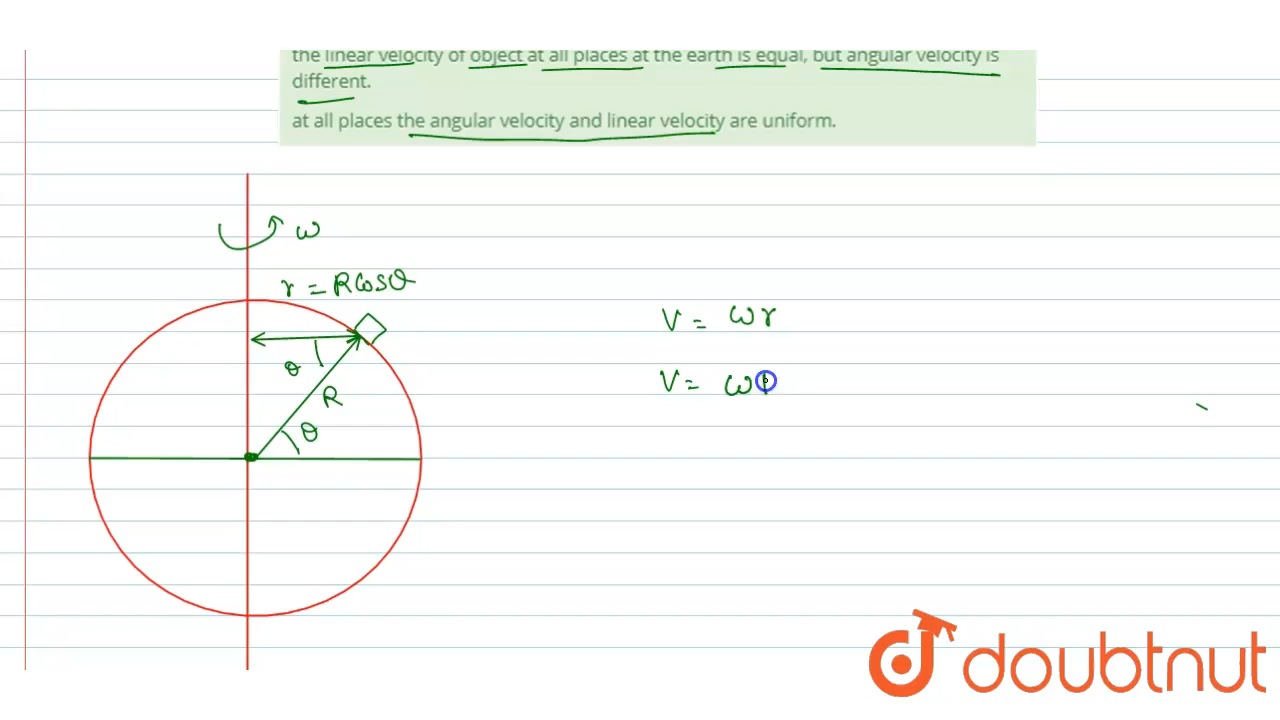 the linear velocity of object at all places at the earth is equal, but angular velocity is
different.
at all places the angular velocity and linear velocity are uniform.
ω
r = Rcosθ
θ
R
θ
V = ωr
V = ω
doubtnut